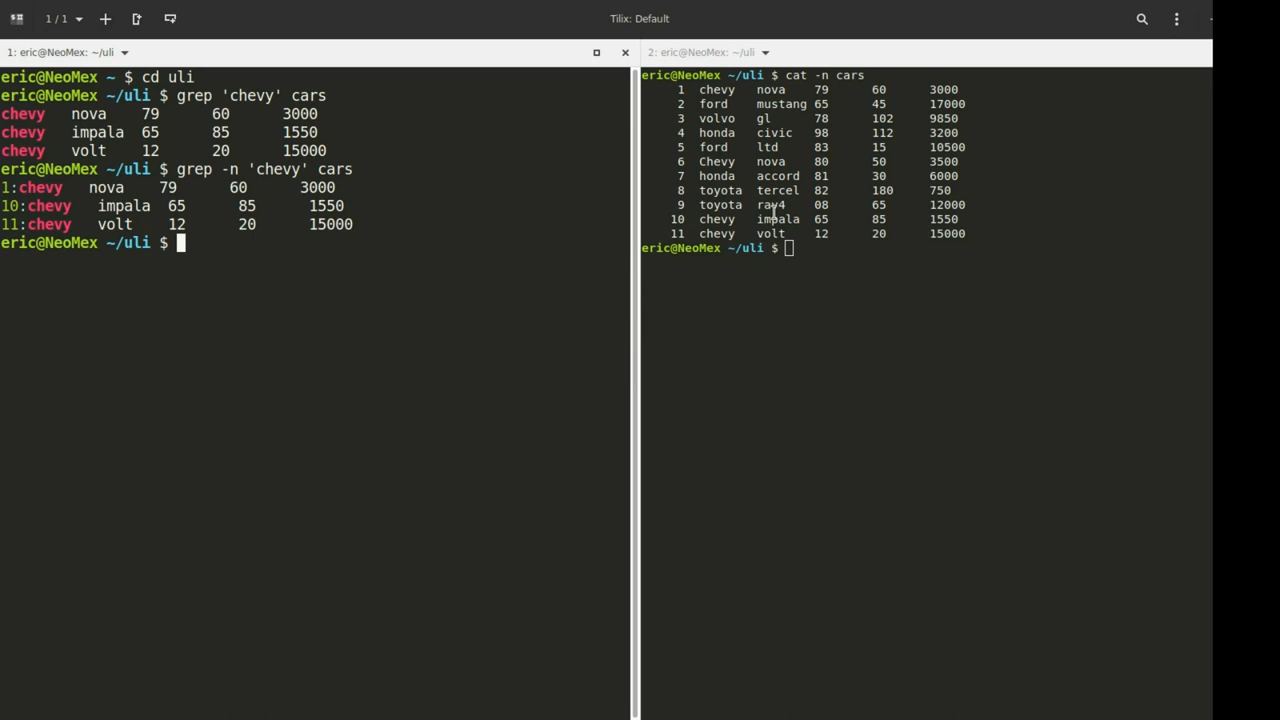 1 / 1
Tilix: Default
1: eric@NeoMex: ~/uli
eric@NeoMex ~ $ cd uli
eric@NeoMex ~/uli $ grep 'chevy' cars
chevy nova 79 60 3000
chevy impala 65 85 1550
chevy volt 12 20 15000
eric@NeoMex ~/uli $ grep -n 'chevy' cars
1:chevy nova 79 60 3000
10:chevy impala 65 85 1550
11:chevy volt 12 20 15000
eric@NeoMex ~/uli $
2: eric@NeoMex: ~/uli
eric@NeoMex ~/uli $ cat -n cars
1 chevy nova 79 60 3000
2 ford mustang 65 45 17000
3 volvo gl 78 102 9850
4 honda civic 98 112 3200
5 ford ltd 83 15 10500
6 Chevy nova 80 50 3500
7 honda accord 81 30 6000
8 toyota tercel 82 180 750
9 toyota rav4 08 65 12000
10 chevy impala 65 85 1550
11 chevy volt 12 20 15000
eric@NeoMex ~/uli $